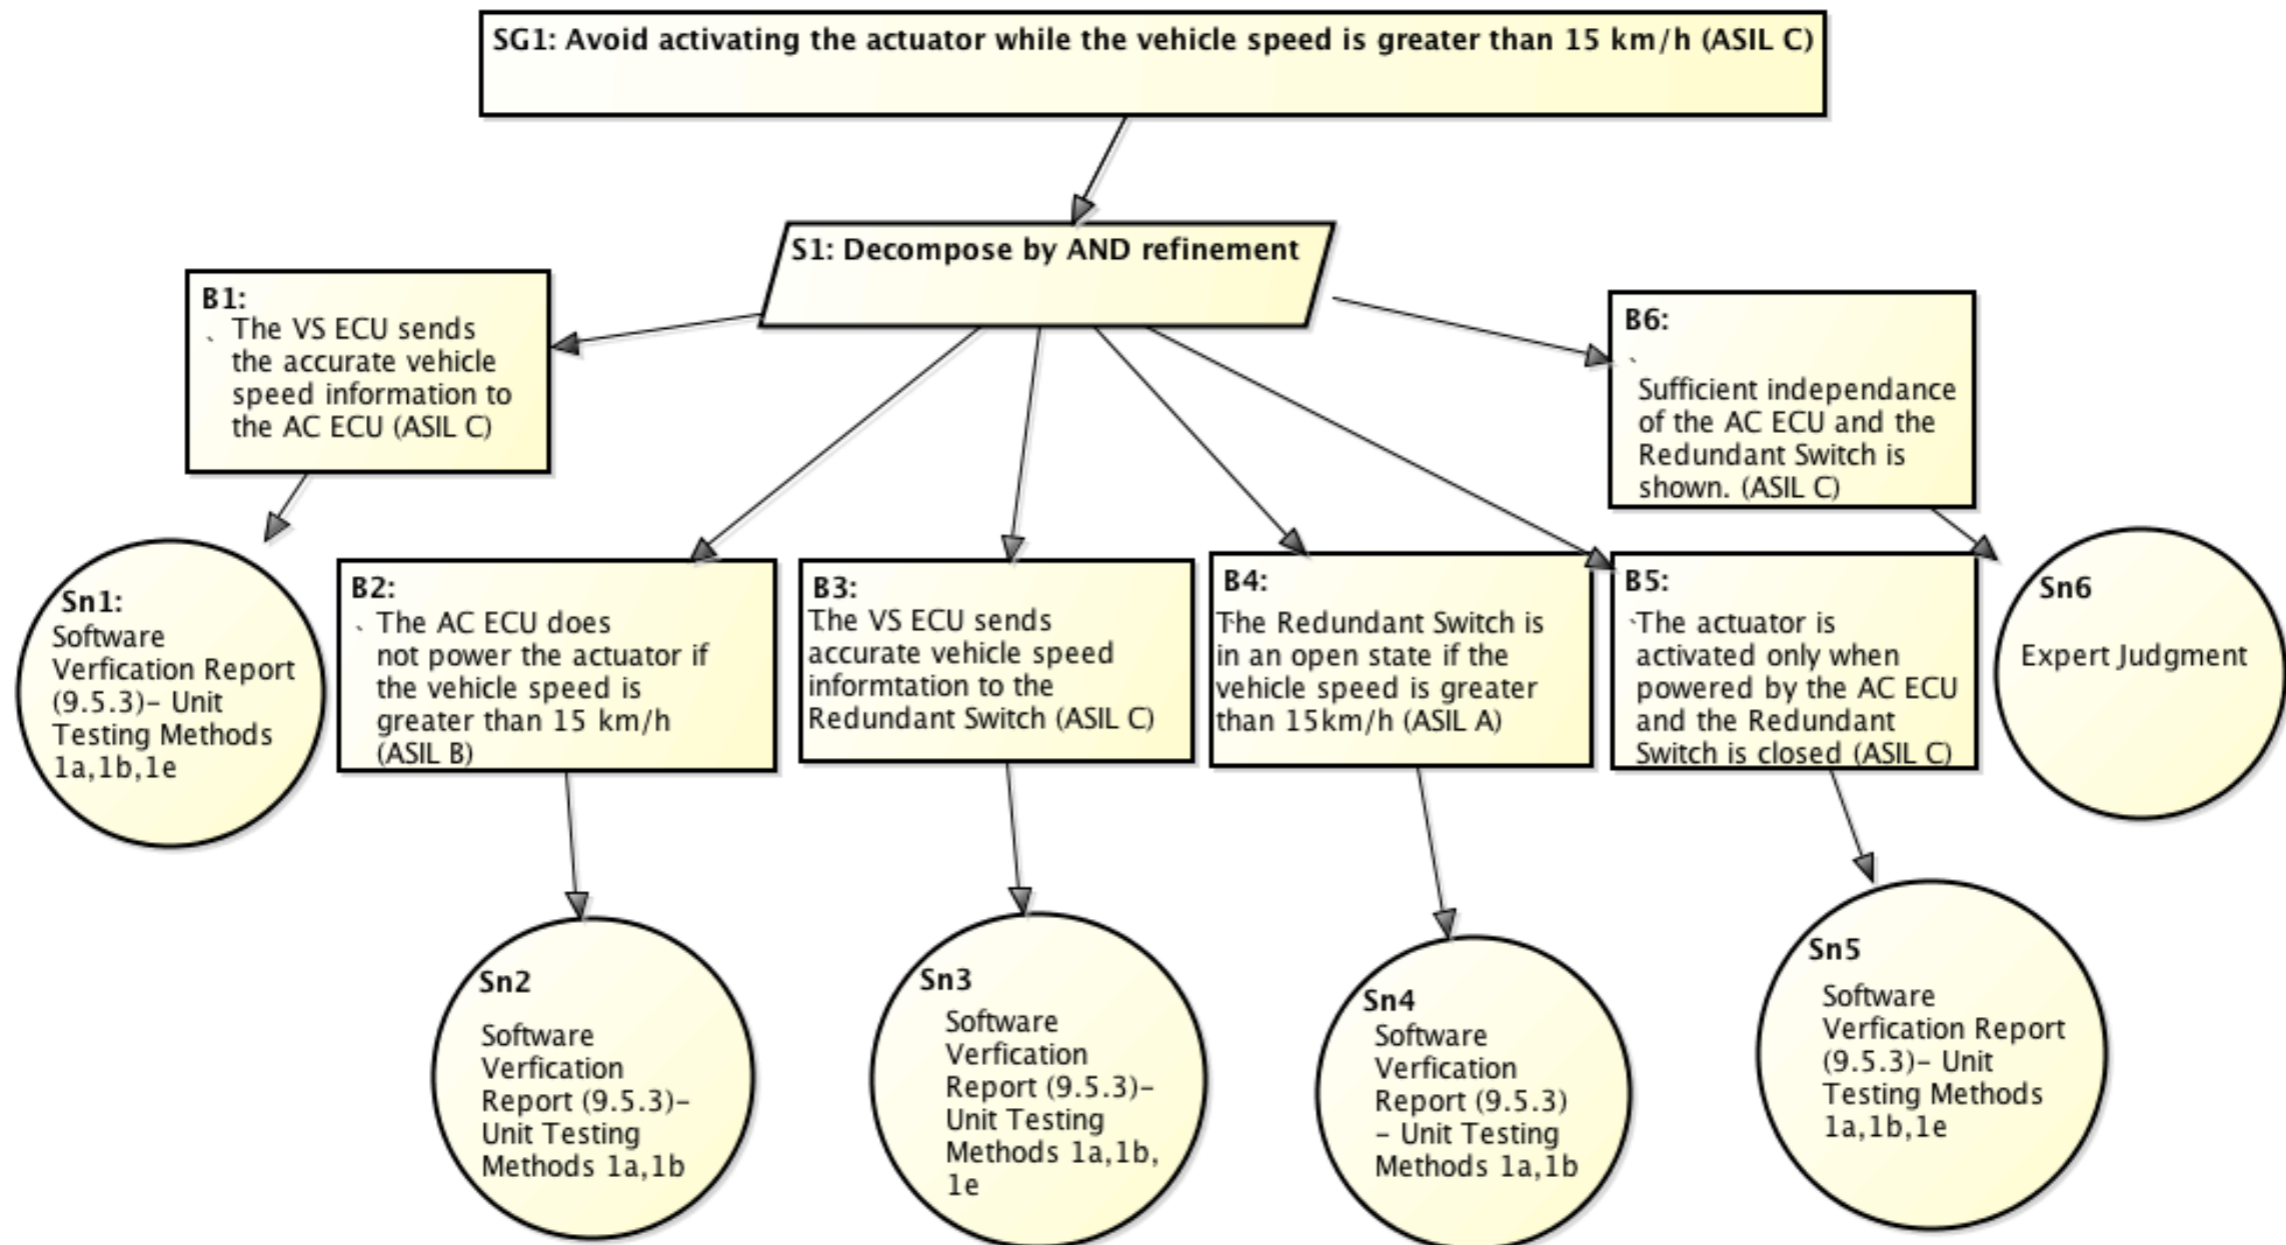 SG1: Avoid activating the actuator while the vehicle speed is greater than 15 km/h (ASIL C)
S1: Decompose by AND refinement
B1:
The VS ECU sends
the accurate vehicle
speed information to
the AC ECU (ASIL C)
B6:
Sufficient independance
of the AC ECU and the
Redundant Switch is
shown. (ASIL C)
Sn1:
Software
Verfication Report
(9.5.3)– Unit
Testing Methods
1a,1b,1e
B2:
The AC ECU does
not power the actuator if
the vehicle speed is
greater than 15 km/h
(ASIL B)
B3:
The VS ECU sends
accurate vehicle speed
informtation to the
Redundant Switch (ASIL C)
B4:
The Redundant Switch is
in an open state if the
vehicle speed is greater
than 15km/h (ASIL A)
B5:
The actuator is
activated only when
powered by the AC ECU
and the Redundant
Switch is closed (ASIL C)
Sn6
Expert Judgment
Sn2
Software
Verfication
Report (9.5.3)–
Unit Testing
Methods 1a,1b
Sn3
Software
Verfication
Report (9.5.3)–
Unit Testing
Methods 1a,1b,
1e
Sn4
Software
Verfication
Report (9.5.3)
– Unit Testing
Methods 1a,1b
Sn5
Software
Verfication Report
(9.5.3)– Unit
Testing Methods
1a,1b,1e